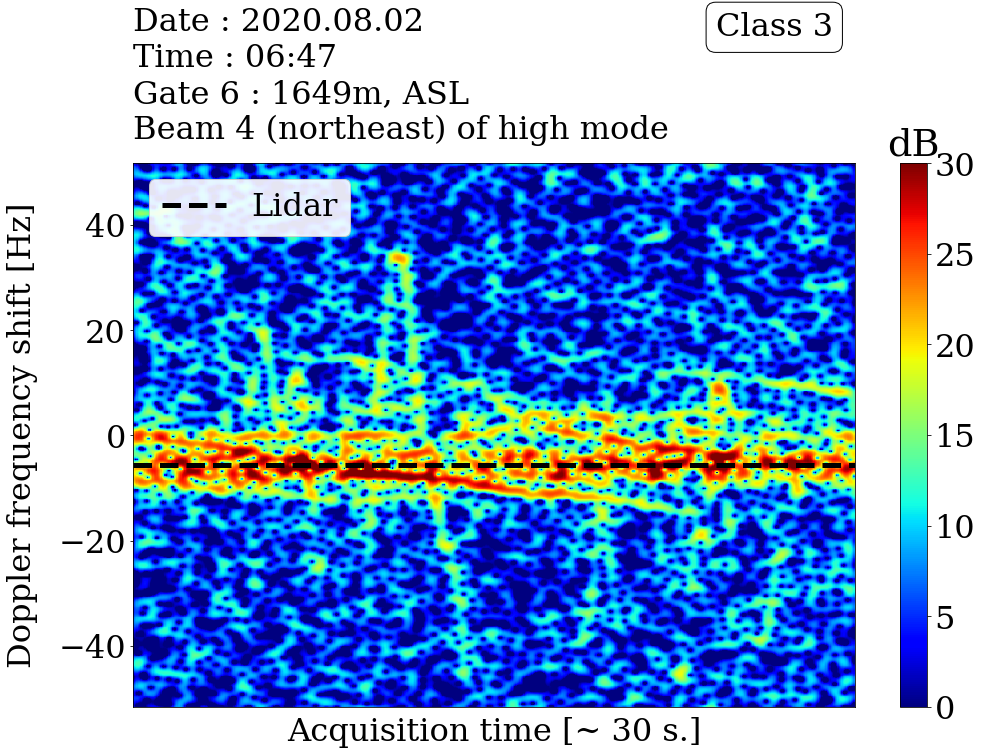 Date : 2020.08.02
Time : 06:47
Gate 6 : 1649m, ASL
Beam 4 (northeast) of high mode
Class 3
dB
Lidar
Doppler frequency shift [Hz]
40
20
0
−20
−40
Acquisition time [~ 30 s.]
30
25
20
15
10
5
0